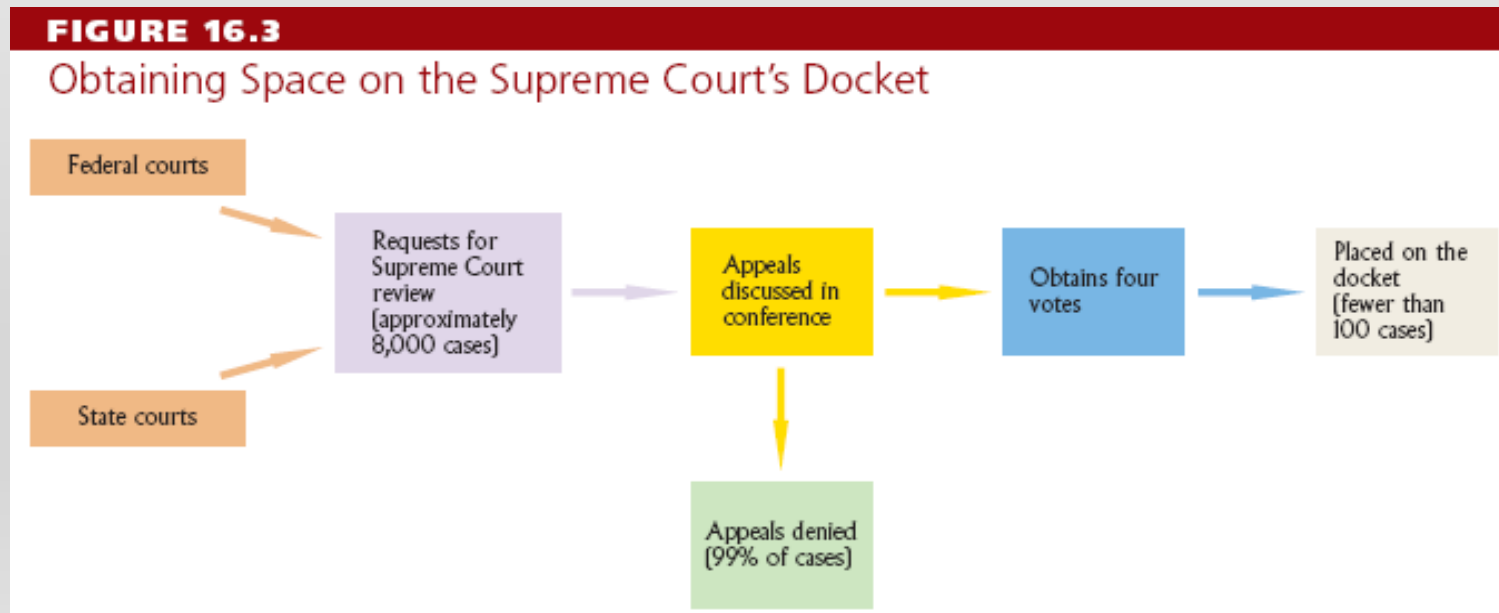 FIGURE 16.3
Obtaining Space on the Supreme Court's Docket
Federal courts
State courts
Requests for
Supreme Court
review
(approximately
8,000 cases)
Appeals
discussed in
conference
Appeals denied
(99% of cases)
Obtains four
votes
Placed on the
docket
(fewer than
100 cases)